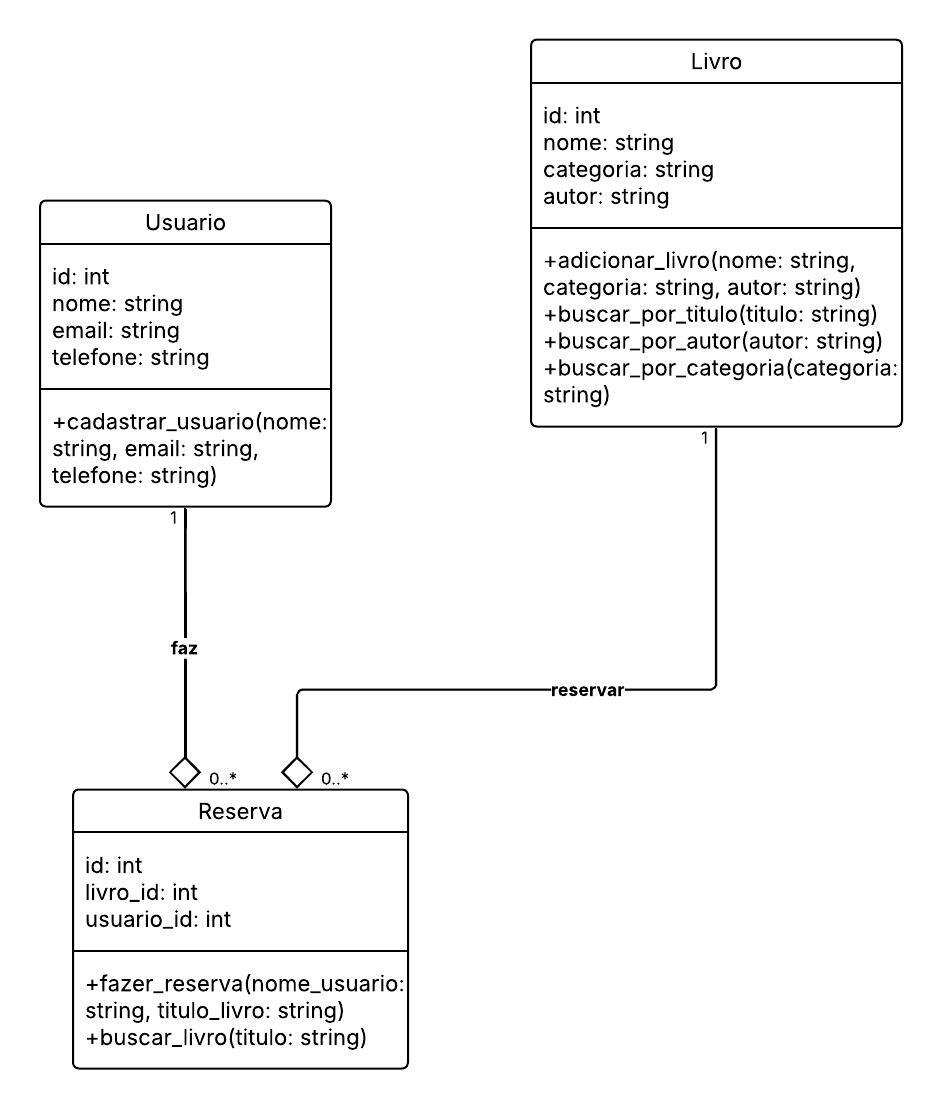 Livro
id: int
nome: string
categoria: string
autor: string
+adicionar_livro(nome: string,
categoria: string, autor: string)
+buscar_por_titulo(titulo: string)
+buscar_por_autor(autor: string)
+buscar_por_categoria(categoria:
string)
1
Usuario
id: int
nome: string
email: string
telefone: string
+cadastrar_usuario(nome:
string, email: string,
telefone: string)
1
faz
reservar
0..*
0..*
Reserva
id: int
livro_id: int
usuario_id: int
+fazer_reserva(nome_usuario:
string, titulo_livro: string)
+buscar_livro(titulo: string)